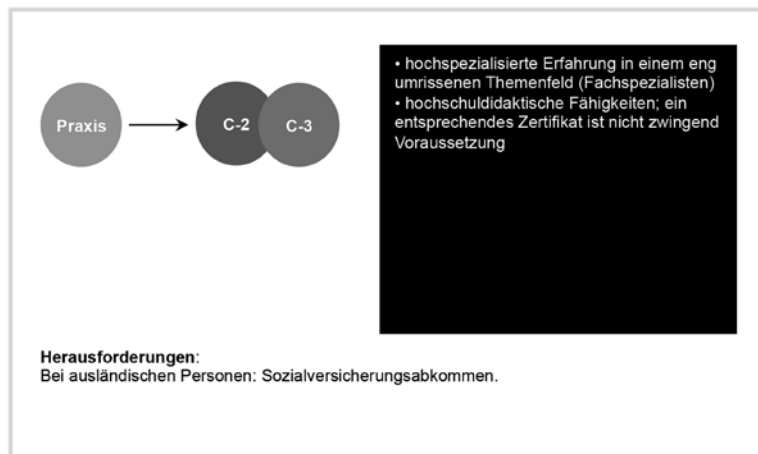 Praxis
C-2
C-3
• hochspezialisierte Erfahrung in einem eng
umrissenen Themenfeld (Fachspezialisten)
• hochschuldidaktische Fähigkeiten; ein
entsprechendes Zertifikat ist nicht zwingend
Voraussetzung
Herausforderungen:
Bei ausländischen Personen: Sozialversicherungsabkommen.